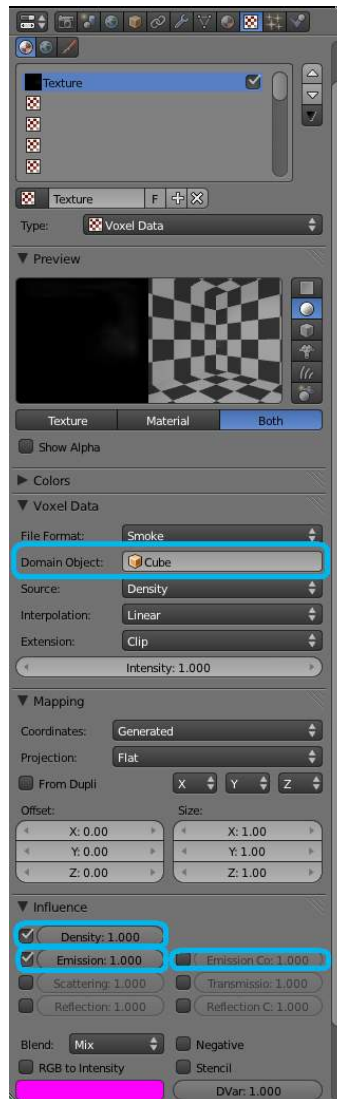 Texture
Texture F
Type: Voxel Data
Preview
Texture Material Both
Show Alpha
Colors
Voxel Data
File Format: Smoke
Domain Object: Cube
Source: Density
Interpolation: Linear
Extension: Clip
Intensity: 1.000
Mapping
Coordinates: Generated
Projection: Flat
From Dupli X Y Z
Offset: Size:
X: 0.00 X: 1.00
Y: 0.00 Y: 1.00
Z: 0.00 Z: 1.00
Influence
Density: 1.000
Emission: 1.000 Emission Co: 1.000
Scattering: 1.000 Transmissio: 1.000
Reflection: 1.000 Reflection C: 1.000
Blend: Mix Negative
RGB to Intensity Stencil
DVar: 1.000